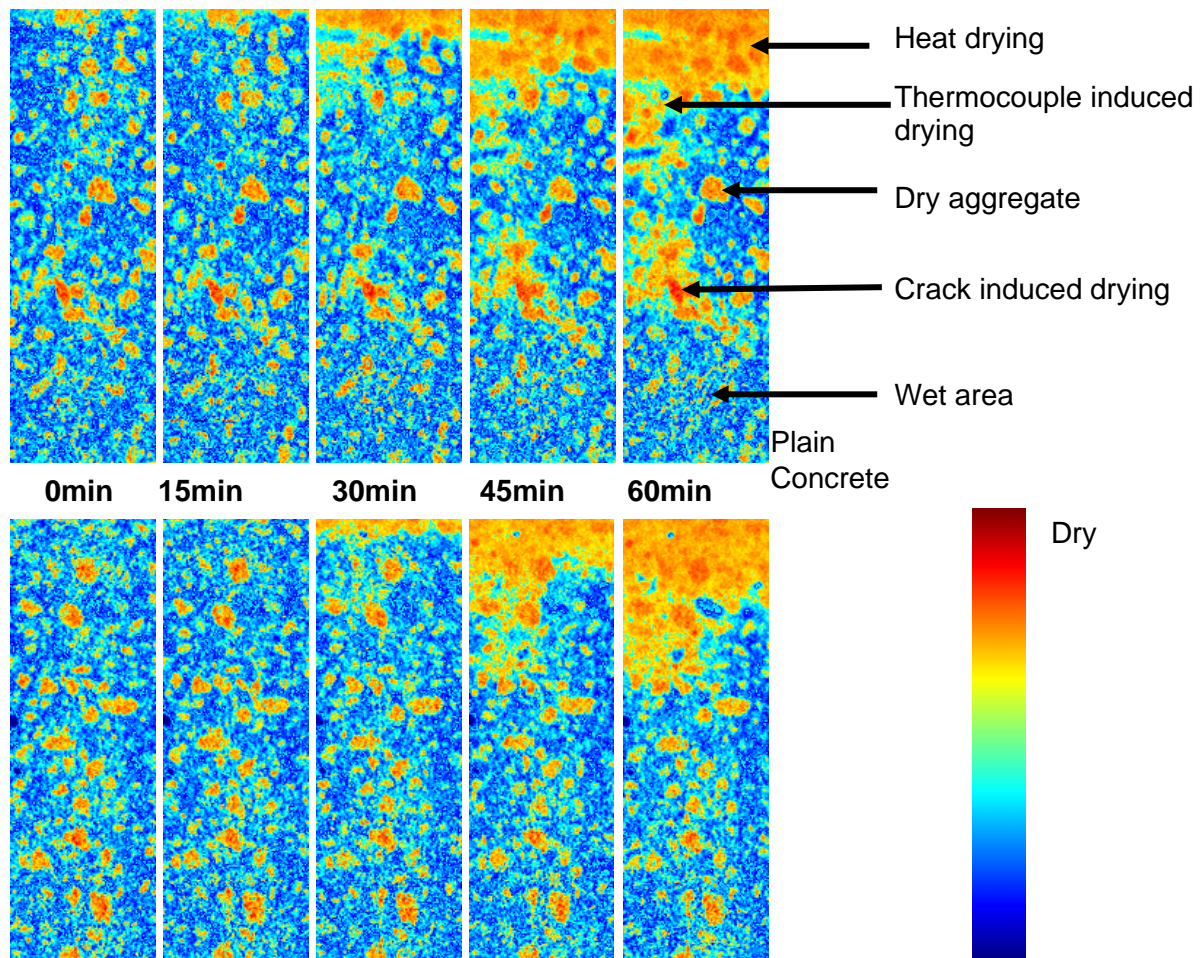 Heat drying
Thermocouple induced
drying
Dry aggregate
Crack induced drying
Wet area
Plain
Concrete
0min 15min 30min 45min 60min
Dry